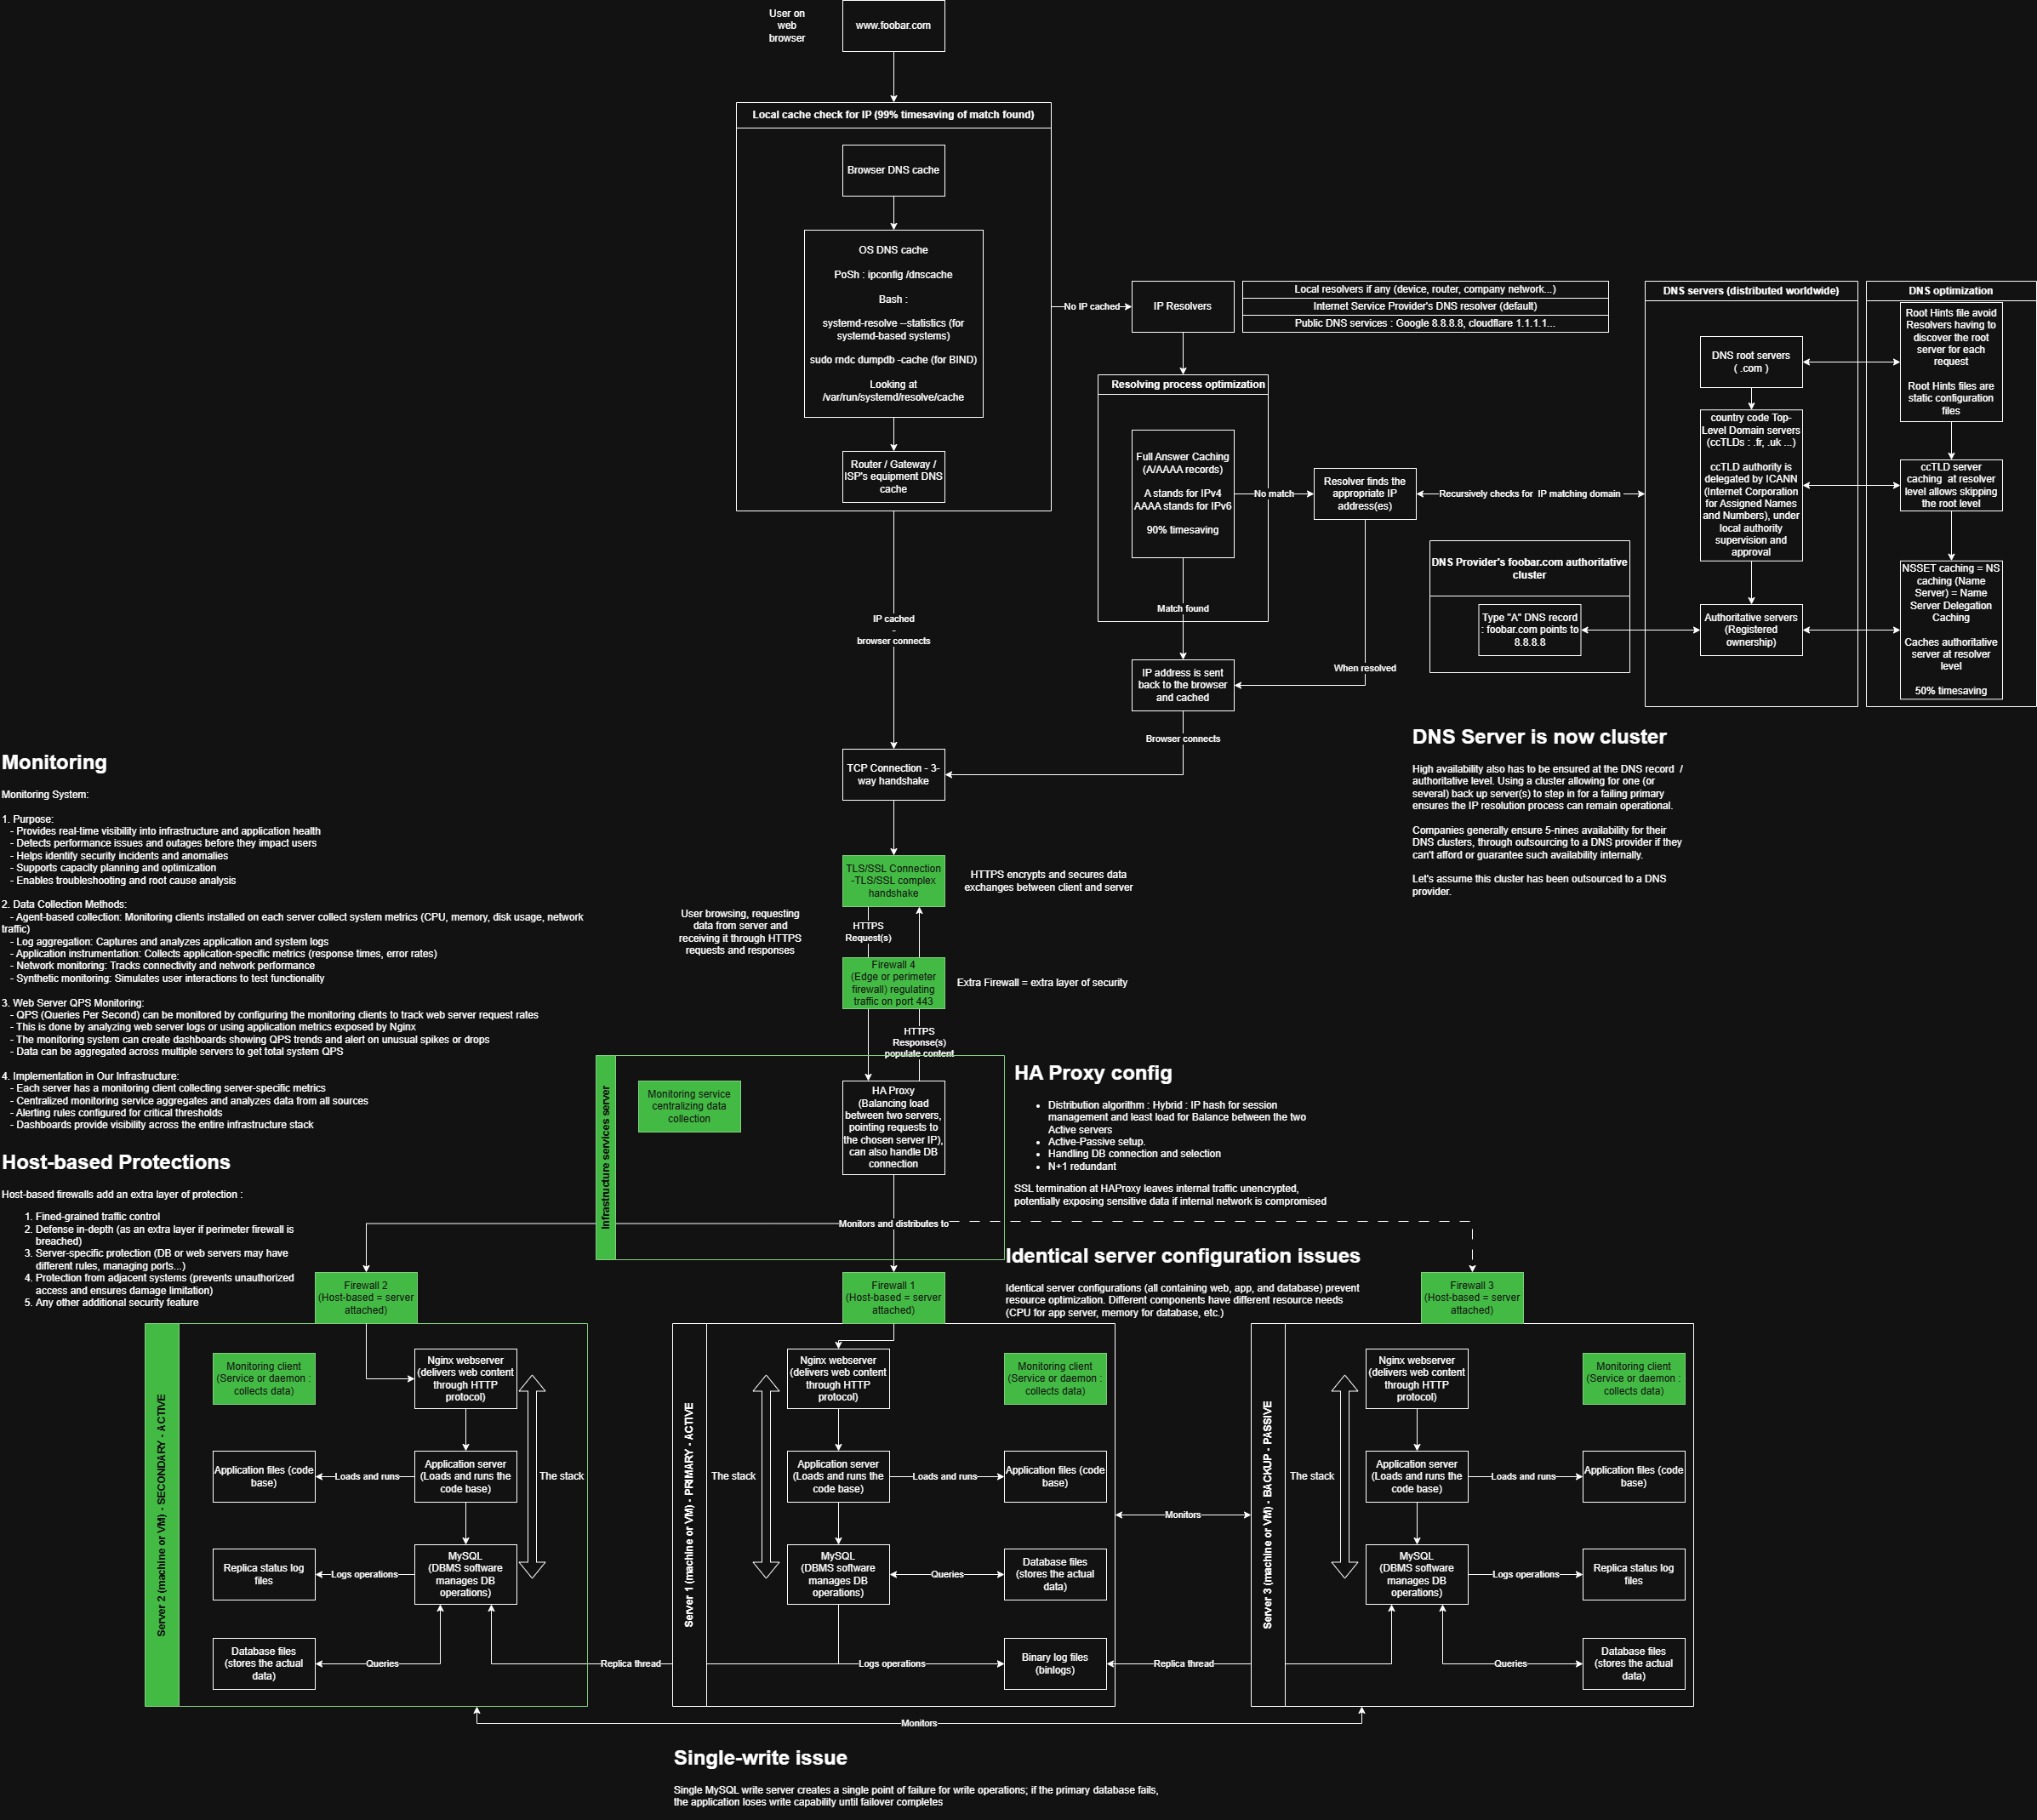 User on
web
browser
www.foobar.com
Local cache check for IP (99% timesaving of match found)
Browser DNS cache
OS DNS cache
PoSh : ipconfig /dnscache
Bash :
systemd-resolve --statistics (for
systemd-based systems)
sudo rndc dumpdb -cache (for BIND)
Looking at
/var/run/systemd/resolve/cache
Router / Gateway /
ISP's equipment DNS
cache
No IP cached
IP Resolvers
Local resolvers if any (device, router, company network...)
Internet Service Provider's DNS resolver (default)
Public DNS services : Google 8.8.8.8, cloudflare 1.1.1.1...
Resolving process optimization
Full Answer Caching
(A/AAAA records)
A stands for IPv4
AAAA stands for IPv6
90% timesaving
No match
Resolver finds the
appropriate IP
address(es)
Recursively checks for IP matching domain
Match found
When resolved
IP address is sent
back to the browser
and cached
Browser connects
IP cached
-
browser connects
DNS servers (distributed worldwide)
DNS root servers
( .com )
country code Top-
Level Domain servers
(ccTLDs : .fr, .uk ...)
ccTLD authority is
delegated by ICANN
(Internet Corporation
for Assigned Names
and Numbers), under
local authority
supervision and
approval
Authoritative servers
(Registered
ownership)
DNS Provider's foobar.com authoritative
cluster
Type "A" DNS record
: foobar.com points to
8.8.8.8
DNS optimization
Root Hints file avoid
Resolvers having to
discover the root
server for each
request
Root Hints files are
static configuration
files
ccTLD server
caching at resolver
level allows skipping
the root level
NSSET caching = NS
caching (Name
Server) = Name
Server Delegation
Caching
Caches authoritative
server at resolver
level
50% timesaving
DNS Server is now cluster
High availability also has to be ensured at the DNS record /
authoritative level. Using a cluster allowing for one (or
several) back up server(s) to step in for a failing primary
ensures the IP resolution process can remain operational.
Companies generally ensure 5-nines availability for their
DNS clusters, through outsourcing to a DNS provider if they
can't afford or guarantee such availability internally.
Let's assume this cluster has been outsourced to a DNS
provider.
TCP Connection - 3-
way handshake
TLS/SSL Connection
-TLS/SSL complex
handshake
HTTPS encrypts and secures data
exchanges between client and server
User browsing, requesting
data from server and
receiving it through HTTPS
requests and responses
HTTPS
Request(s)
Firewall 4
(Edge or perimeter
firewall) regulating
traffic on port 443
Extra Firewall = extra layer of security
HTTPS
Response(s)
populate content
Monitoring
Monitoring System:
1. Purpose:
- Provides real-time visibility into infrastructure and application health
- Detects performance issues and outages before they impact users
- Helps identify security incidents and anomalies
- Supports capacity planning and optimization
- Enables troubleshooting and root cause analysis
2. Data Collection Methods:
- Agent-based collection: Monitoring clients installed on each server collect system metrics (CPU, memory, disk usage, network
traffic)
- Log aggregation: Captures and analyzes application and system logs
- Application instrumentation: Collects application-specific metrics (response times, error rates)
- Network monitoring: Tracks connectivity and network performance
- Synthetic monitoring: Simulates user interactions to test functionality
3. Web Server QPS Monitoring:
- QPS (Queries Per Second) can be monitored by configuring the monitoring clients to track web server request rates
- This is done by analyzing web server logs or using application metrics exposed by Nginx
- The monitoring system can create dashboards showing QPS trends and alert on unusual spikes or drops
- Data can be aggregated across multiple servers to get total system QPS
4. Implementation in Our Infrastructure:
- Each server has a monitoring client collecting server-specific metrics
- Centralized monitoring service aggregates and analyzes data from all sources
- Alerting rules configured for critical thresholds
- Dashboards provide visibility across the entire infrastructure stack
Host-based Protections
Host-based firewalls add an extra layer of protection :
1. Fined-grained traffic control
2. Defense in-depth (as an extra layer if perimeter firewall is
breached)
3. Server-specific protection (DB or web servers may have
different rules, managing ports...)
4. Protection from adjacent systems (prevents unauthorized
access and ensures damage limitation)
5. Any other additional security feature
Infrastructure services server
Monitoring service
centralizing data
collection
HA Proxy
(Balancing load
between two servers,
pointing requests to
the chosen server IP),
can also handle DB
connection
Monitors and distributes to
HA Proxy config
• Distribution algorithm : Hybrid : IP hash for session
management and least load for Balance between the two
Active servers
• Active-Passive setup.
• Handling DB connection and selection
• N+1 redundant
SSL termination at HAProxy leaves internal traffic unencrypted,
potentially exposing sensitive data if internal network is compromised
Identical server configuration issues
Identical server configurations (all containing web, app, and database) prevent
resource optimization. Different components have different resource needs
(CPU for app server, memory for database, etc.)
Firewall 2
(Host-based = server
attached)
Firewall 1
(Host-based = server
attached)
Firewall 3
(Host-based = server
attached)
Server 2 (machine or VM) - SECONDARY - ACTIVE
Monitoring client
(Service or daemon :
collects data)
Nginx webserver
(delivers web content
through HTTP
protocol)
Application files (code
base)
Loads and runs
Application server
(Loads and runs the
code base)
The stack
Replica status log
files
Logs operations
MySQL
(DBMS software
manages DB
operations)
Database files
(stores the actual
data)
Queries
Replica thread
Server 1 (machine or VM) - PRIMARY - ACTIVE
Nginx webserver
(delivers web content
through HTTP
protocol)
Monitoring client
(Service or daemon :
collects data)
The stack
Application server
(Loads and runs the
code base)
Loads and runs
Application files (code
base)
MySQL
(DBMS software
manages DB
operations)
Queries
Database files
(stores the actual
data)
Logs operations
Binary log files
(binlogs)
Monitors
Replica thread
Server 3 (machine or VM) - BACKUP - PASSIVE
Nginx webserver
(delivers web content
through HTTP
protocol)
Monitoring client
(Service or daemon :
collects data)
The stack
Application server
(Loads and runs the
code base)
Loads and runs
Application files (code
base)
MySQL
(DBMS software
manages DB
operations)
Logs operations
Replica status log
files
Queries
Database files
(stores the actual
data)
Monitors
Single-write issue
Single MySQL write server creates a single point of failure for write operations; if the primary database fails,
the application loses write capability until failover completes